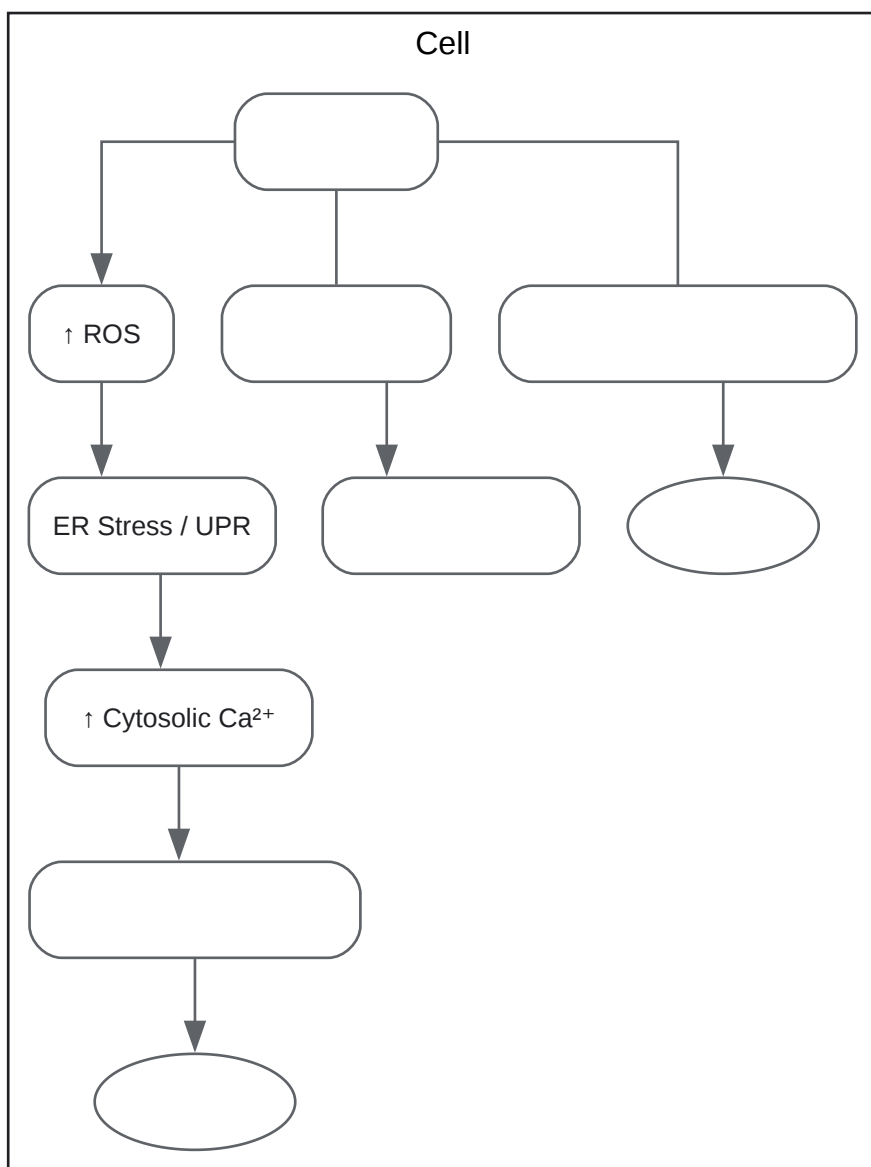 Cell
↑ ROS
ER Stress / UPR
↑ Cytosolic Ca²⁺